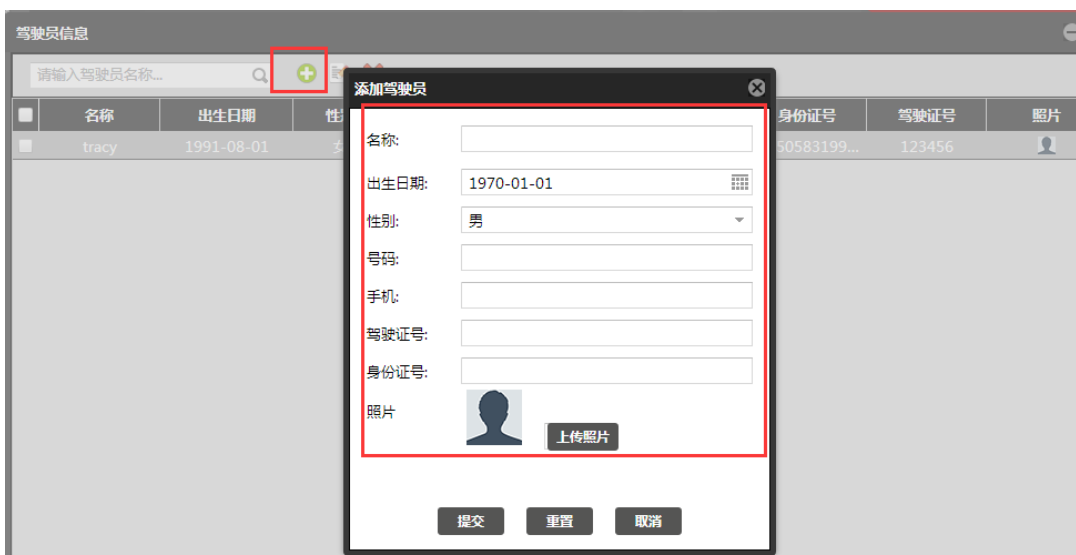 驾驶员信息
请输入驾驶员名称...
添加驾驶员
名称 出生日期 身份证号 驾驶证号 照片
tracy 1991-08-01 50583199... 123456
名称:
出生日期: 1970-01-01
性别: 男
号码:
手机:
驾驶证号:
身份证号:
照片
上传照片
提交 重置 取消